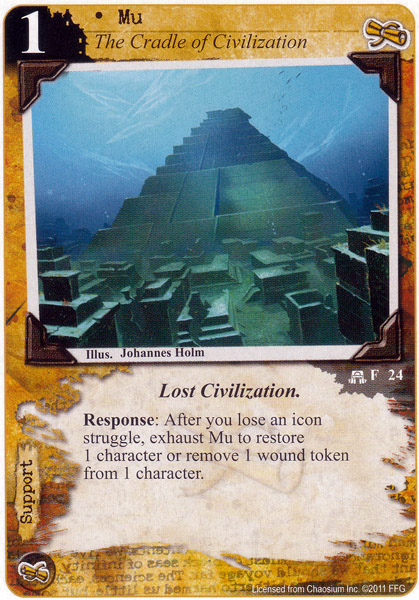 1
• Mu
The Cradle of Civilization
Illus. Johannes Holm
F 24
Lost Civilization.
Response: After you lose an icon
struggle, exhaust Mu to restore
1 character or remove 1 wound token
from 1 character.
Support
Licensed from Chaosium Inc. ©2011 FFG